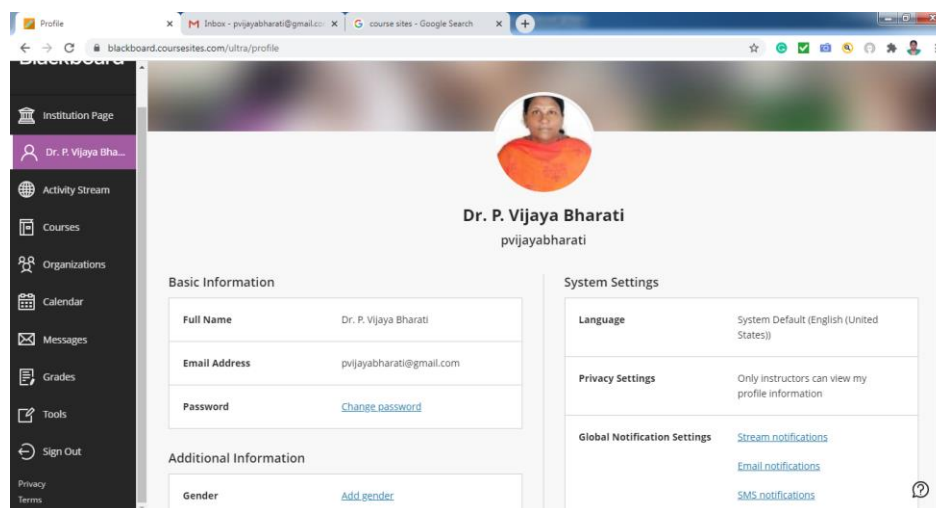 Profile
Inbox - pvijayabharati@gmail.co
course sites - Google Search
blackboard.coursesites.com/ultra/profile
Blackboard
Institution Page
Dr. P. Vijaya Bha...
Activity Stream
Courses
Organizations
Calendar
Messages
Grades
Tools
Sign Out
Privacy
Terms
Dr. P. Vijaya Bharati
pvijayabharati
Basic Information
Full Name Dr. P. Vijaya Bharati
Email Address pvijayabharati@gmail.com
Password Change password
Additional Information
Gender Add gender
System Settings
Language System Default (English (United
States))
Privacy Settings Only instructors can view my
profile information
Global Notification Settings Stream notifications
Email notifications
SMS notifications